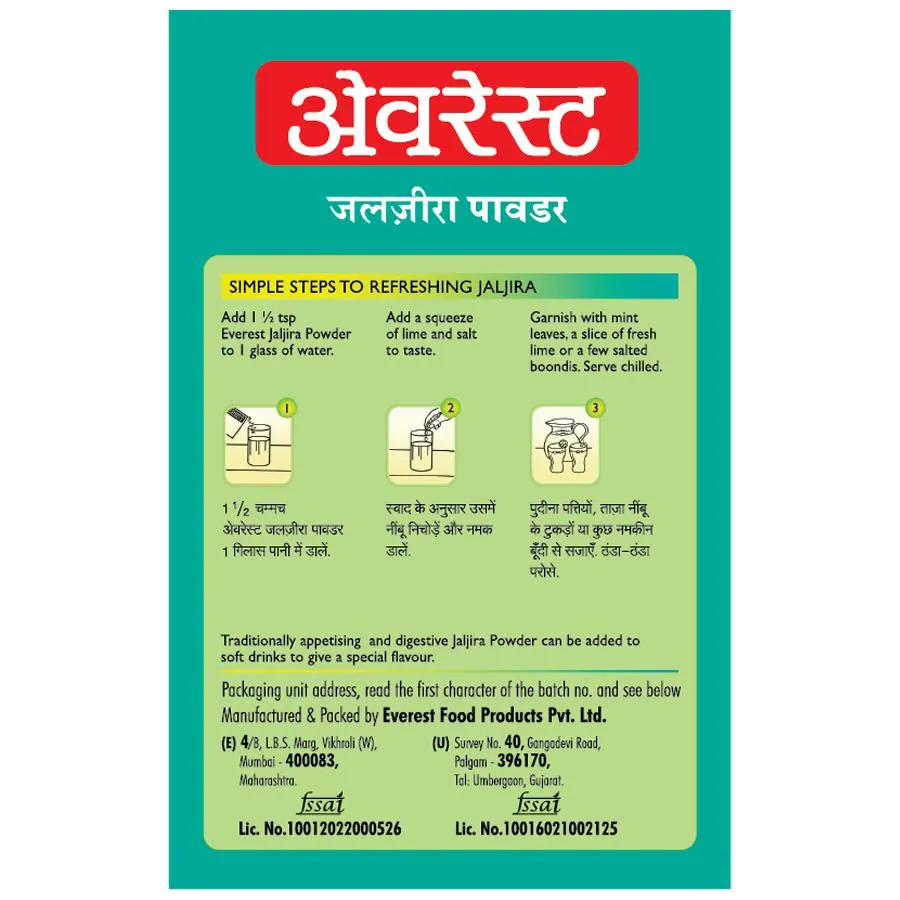 अेवरेस्ट
जलज़ीरा पावडर
SIMPLE STEPS TO REFRESHING JALJIRA
Add 1 ½ tsp
Everest Jaljira Powder
to 1 glass of water.
Add a squeeze
of lime and salt
to taste.
Garnish with mint
leaves, a slice of fresh
lime or a few salted
boondis. Serve chilled.
1
2
3
1 1/2 चम्मच
अेवरेस्ट जलज़ीरा पावडर
1 गिलास पानी में डालें.
स्वाद के अनुसार उसमें
नींबू निचोड़ें और नमक
डालें.
पुदीना पत्तियों, ताज़ा नींबू
के टुकड़ों या कुछ नमकीन
बूँदी से सजाएँ. ठंडा-ठंडा
परोसे.
Traditionally appetising and digestive Jaljira Powder can be added to
soft drinks to give a special flavour.
Packaging unit address, read the first character of the batch no. and see below
Manufactured & Packed by Everest Food Products Pvt. Ltd.
(E) 4/B, L.B.S. Marg, Vikhroli (W),
Mumbai - 400083,
Maharashtra.
fssai
Lic. No.10012022000526
(U) Survey No. 40, Gangadevi Road,
Palgam - 396170,
Tal: Umbergaon, Gujarat.
fssai
Lic. No.10016021002125